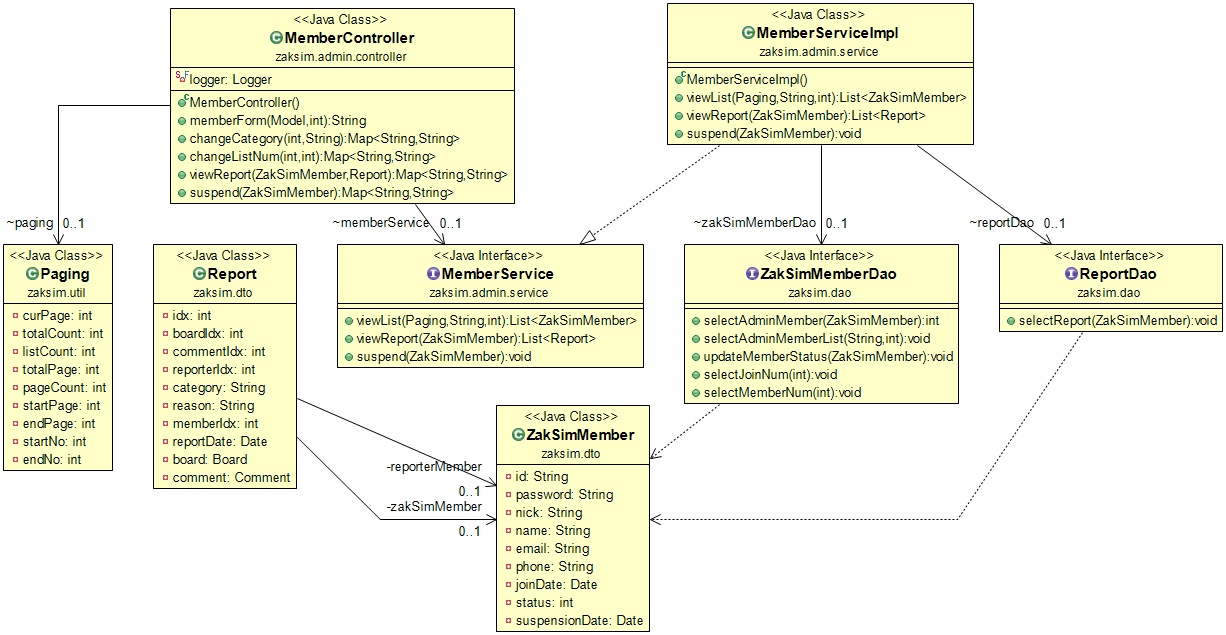 <<Java Class>>
MemberController
zaksim.admin.controller
logger: Logger
MemberController()
memberForm(Model,int):String
changeCategory(int,String):Map<String,String>
changeListNum(int,int):Map<String,String>
viewReport(ZakSimMember,Report):Map<String,String>
suspend(ZakSimMember):Map<String,String>
<<Java Class>>
MemberServiceImpl
zaksim.admin.service
MemberServiceImpl()
viewList(Paging,String,int):List<ZakSimMember>
viewReport(ZakSimMember):List<Report>
suspend(ZakSimMember):void
~paging 0..1
~memberService 0..1
~zakSimMemberDao 0..1
~reportDao 0..1
<<Java Class>>
Paging
zaksim.util
curPage: int
totalCount: int
listCount: int
totalPage: int
pageCount: int
startPage: int
endPage: int
startNo: int
endNo: int
<<Java Class>>
Report
zaksim.dto
idx: int
boardIdx: int
commentIdx: int
reporterIdx: int
category: String
reason: String
memberIdx: int
reportDate: Date
board: Board
comment: Comment
<<Java Interface>>
MemberService
zaksim.admin.service
viewList(Paging,String,int):List<ZakSimMember>
viewReport(ZakSimMember):List<Report>
suspend(ZakSimMember):void
<<Java Interface>>
ZakSimMemberDao
zaksim.dao
selectAdminMember(ZakSimMember):int
selectAdminMemberList(String,int):void
updateMemberStatus(ZakSimMember):void
selectJoinNum(int):void
selectMemberNum(int):void
<<Java Interface>>
ReportDao
zaksim.dao
selectReport(ZakSimMember):void
-reporterMember
0..1
-zakSimMember
0..1
<<Java Class>>
ZakSimMember
zaksim.dto
id: String
password: String
nick: String
name: String
email: String
phone: String
joinDate: Date
status: int
suspensionDate: Date